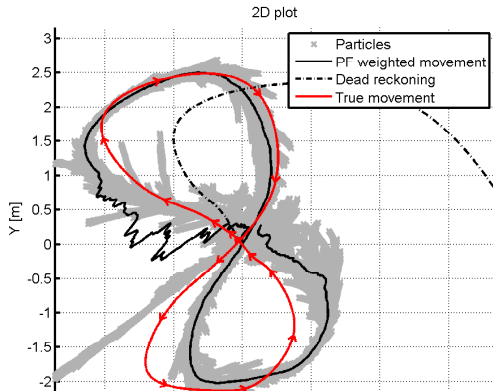 2D plot
Particles
PF weighted movement
Dead reckoning
True movement
3
2.5
2
1.5
1
0.5
0
-0.5
-1
-1.5
-2
Y [m]